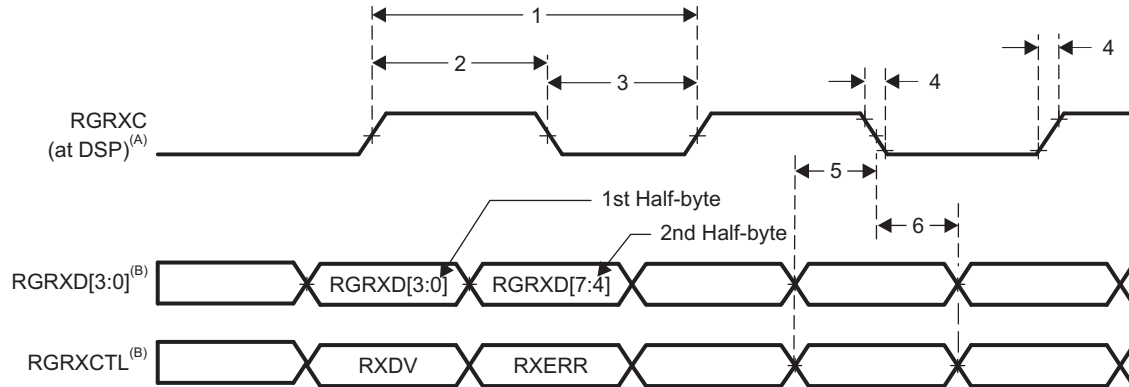 1
4
2
3
4
RGRXC
(at DSP)(A)
5
1st Half-byte
6
2nd Half-byte
RGRXD[3:0](B)
RGRXD[3:0]
RGRXD[7:4]
RGRXCTL(B)
RXDV
RXERR